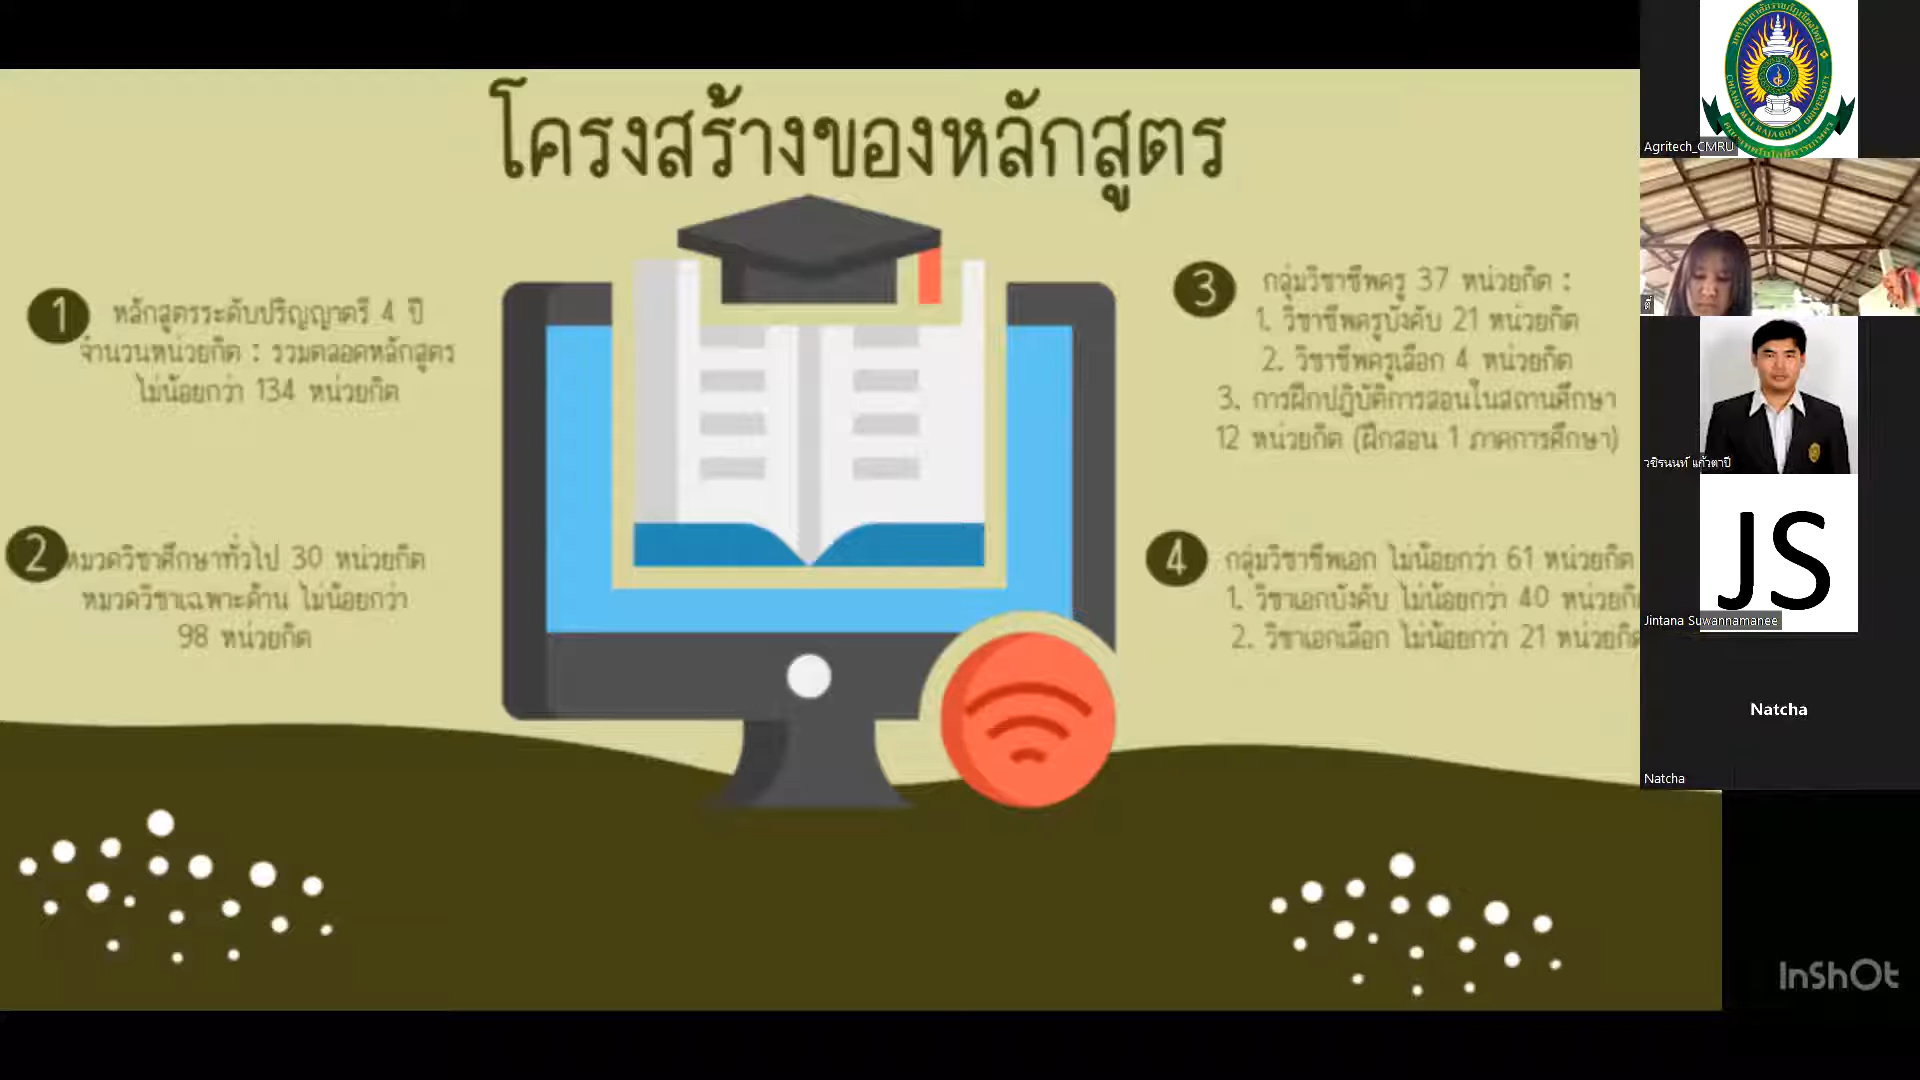 โครงสร้างของหลักสูตร
1
หลักสูตรระดับปริญญาตรี 4 ปี
จำนวนหน่วยกิต : รวมตลอดหลักสูตร
ไม่น้อยกว่า 134 หน่วยกิต
2
หมวดวิชาศึกษาทั่วไป 30 หน่วยกิต
หมวดวิชาเฉพาะด้าน ไม่น้อยกว่า
98 หน่วยกิต
3
กลุ่มวิชาชีพครู 37 หน่วยกิต :
1. วิชาชีพครูบังคับ 21 หน่วยกิต
2. วิชาชีพครูเลือก 4 หน่วยกิต
3. การฝึกปฏิบัติการสอนในสถานศึกษา
12 หน่วยกิต (ฝึกสอน 1 ภาคการศึกษา)
4
กลุ่มวิชาชีพเอก ไม่น้อยกว่า 61 หน่วยกิต
1. วิชาเอกบังคับ ไม่น้อยกว่า 40 หน่วยกิ
2. วิชาเอกเลือก ไม่น้อยกว่า 21 หน่วยกิต
CHIANG MAI RAJABHAT UNIVERSITY
Agritech_CMRU
วชิรนนท์ แก้วตาปี
JS
Jintana Suwannamanee
Natcha
Natcha
InShOt